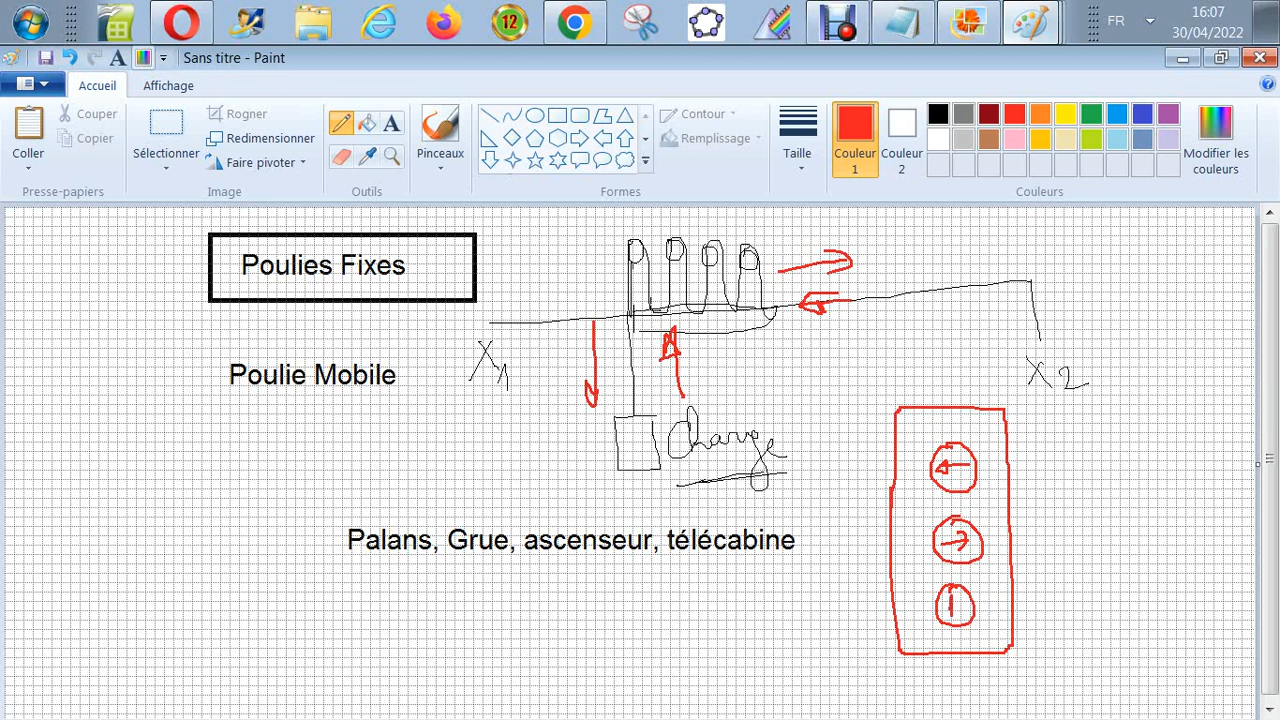 12
FR
16:07
30/04/2022
Sans titre - Paint
Accueil
Affichage
Coller
Couper
Copier
Presse-papiers
Sélectionner
Rogner
Redimensionner
Faire pivoter
Image
Outils
Pinceaux
Contour
Remplissage
Formes
Taille
Couleur 1
Couleur 2
Modifier les couleurs
Couleurs
Poulies Fixes
Poulie Mobile
X1
X2
Charge
Palans, Grue, ascenseur, télécabine